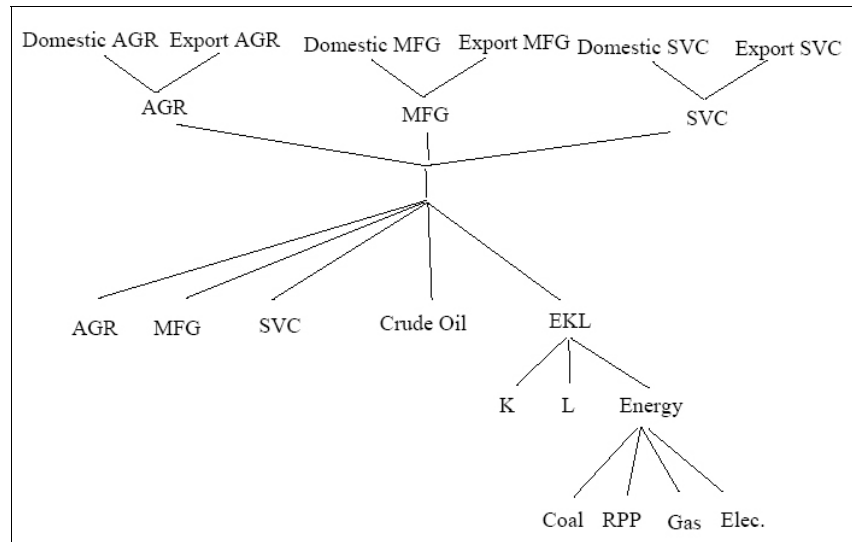 Domestic AGR Export AGR Domestic MFG Export MFG Domestic SVC Export SVC
AGR MFG SVC
AGR MFG SVC Crude Oil EKL
K L Energy
Coal RPP Gas Elec.